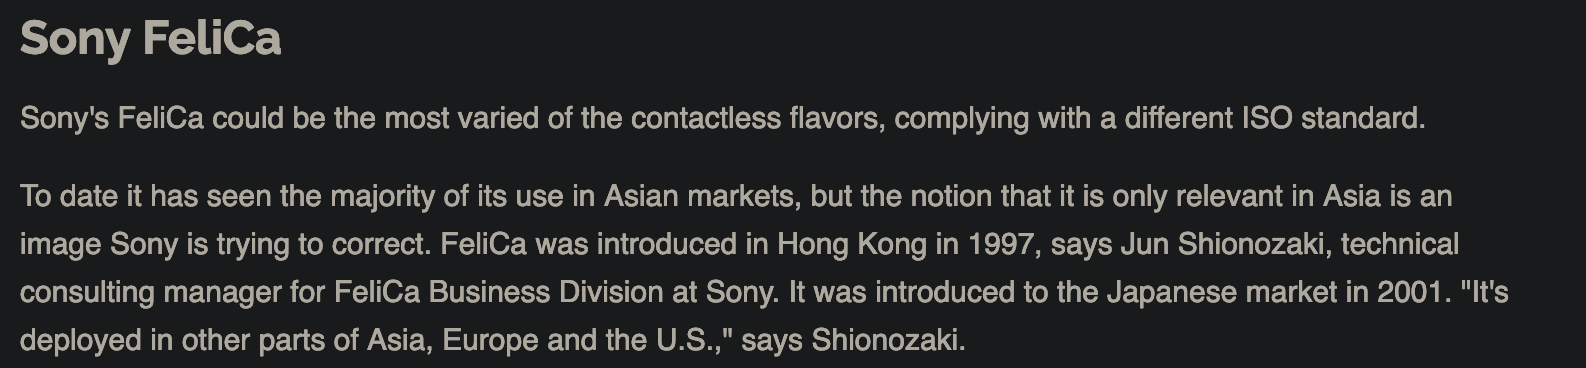 Sony FeliCa
Sony's FeliCa could be the most varied of the contactless flavors, complying with a different ISO standard.
To date it has seen the majority of its use in Asian markets, but the notion that it is only relevant in Asia is an
image Sony is trying to correct. FeliCa was introduced in Hong Kong in 1997, says Jun Shionozaki, technical
consulting manager for FeliCa Business Division at Sony. It was introduced to the Japanese market in 2001. "It's
deployed in other parts of Asia, Europe and the U.S.," says Shionozaki.